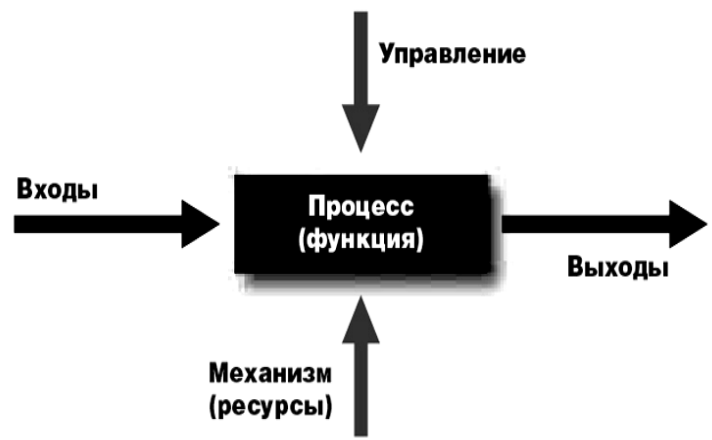 Управление
Входы
Процесс
(функция)
Выходы
Механизм
(ресурсы)